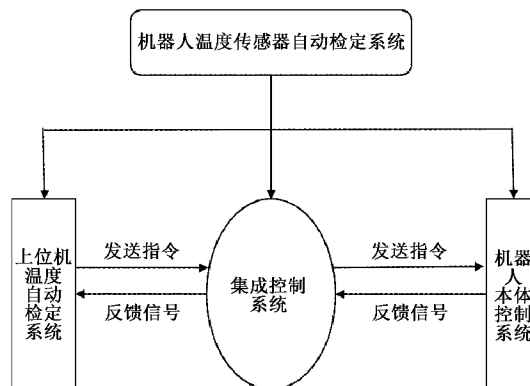 机器人温度传感器自动检定系统
上位机
温度
自动
检定
系统
发送指令
反馈信号
集成控制
系统
发送指令
反馈信号
机器
人
本体
控制
系统